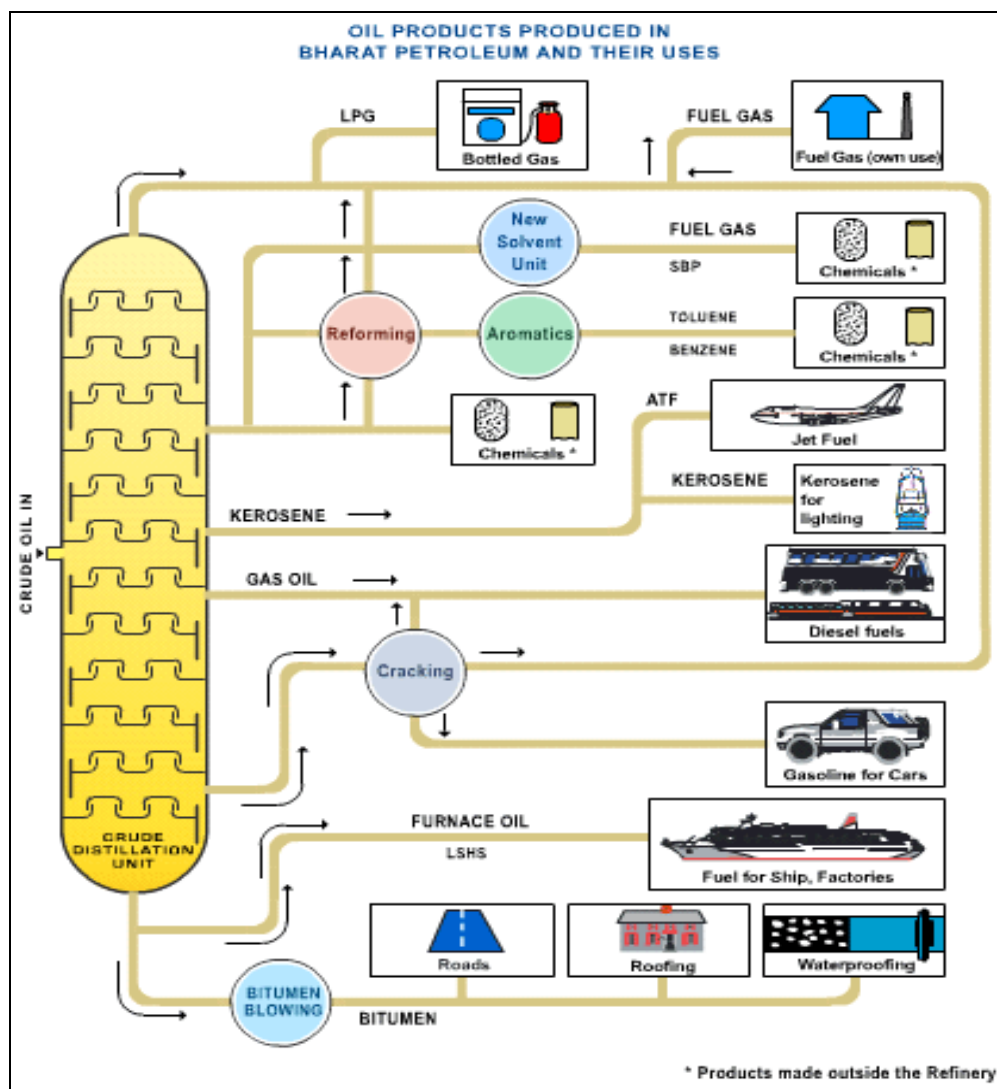 OIL PRODUCTS PRODUCED IN
BHARAT PETROLEUM AND THEIR USES
LPG
Bottled Gas
FUEL GAS
Fuel Gas (own use)
New
Solvent
Unit
FUEL GAS
SBP
Chemicals *
Reforming
Aromatics
TOLUENE
BENZENE
Chemicals *
Chemicals *
ATF
Jet Fuel
KEROSENE
Kerosene
for
lighting
KEROSENE
CRUDE OIL IN
GAS OIL
Diesel fuels
Cracking
Gasoline for Cars
CRUDE
DISTILLATION
UNIT
FURNACE OIL
LSHS
Fuel for Ship, Factories
Roads
Roofing
Waterproofing
BITUMEN
BLOWING
BITUMEN
* Products made outside the Refinery